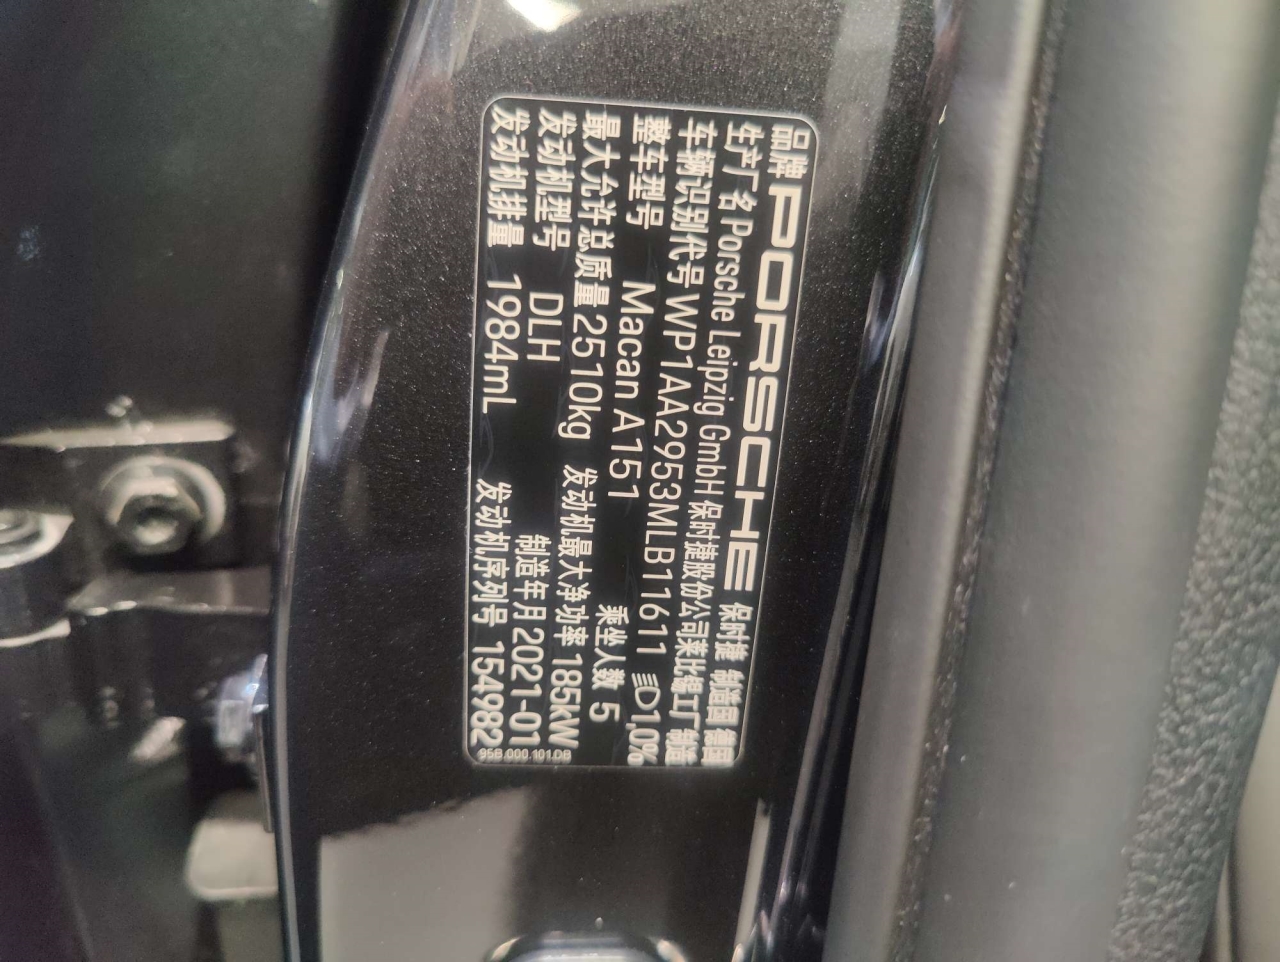 品牌 PORSCHE 保时捷 制造国 德国
生产厂名 Porsche Leipzig GmbH 保时捷股份公司莱比锡工厂 制造
车辆识别代号 WP1AA2953MLB11611 1,0%
整车型号 Macan A151 乘坐人数 5
最大允许总质量 2510kg 发动机最大净功率 185kW
发动机型号 DLH 制造年月 2021-01
发动机排量 1984mL 发动机序列号 154982
95B.000.101.DB